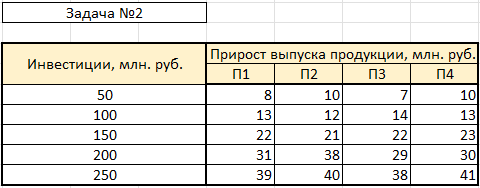 Задача №2
Инвестиции, млн. руб. Прирост выпуска продукции, млн. руб.
П1 П2 П3 П4
50 8 10 7 10
100 13 12 14 13
150 22 21 22 23
200 31 38 29 30
250 39 40 38 41